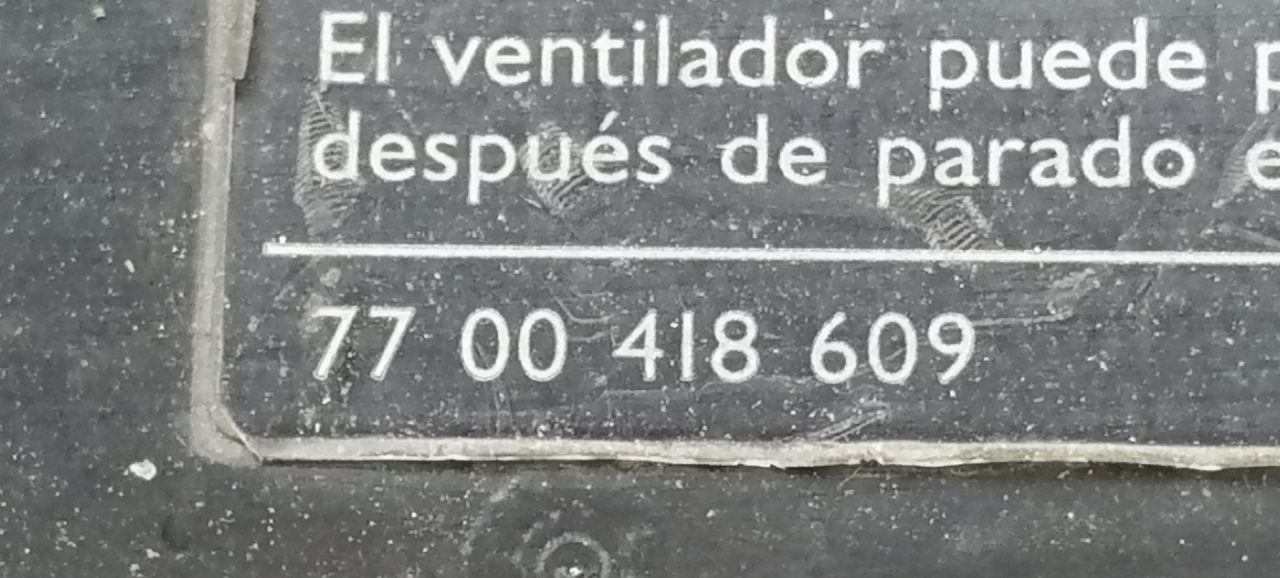 El ventilador puede
después de parado
77 00 418 609